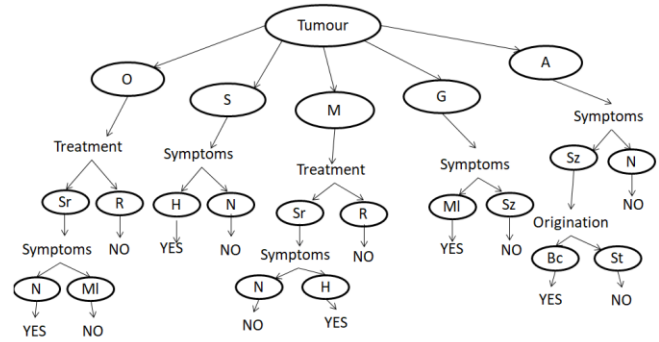 Tumour
O
S
M
G
A
Treatment
Symptoms
Treatment
Symptoms
Symptoms
Sr
R
H
N
Sr
R
Ml
Sz
Sz
N
Symptoms
NO
YES
NO
Symptoms
NO
YES
NO
Origination
NO
N
Ml
N
H
Bc
St
YES
NO
NO
YES
YES
NO